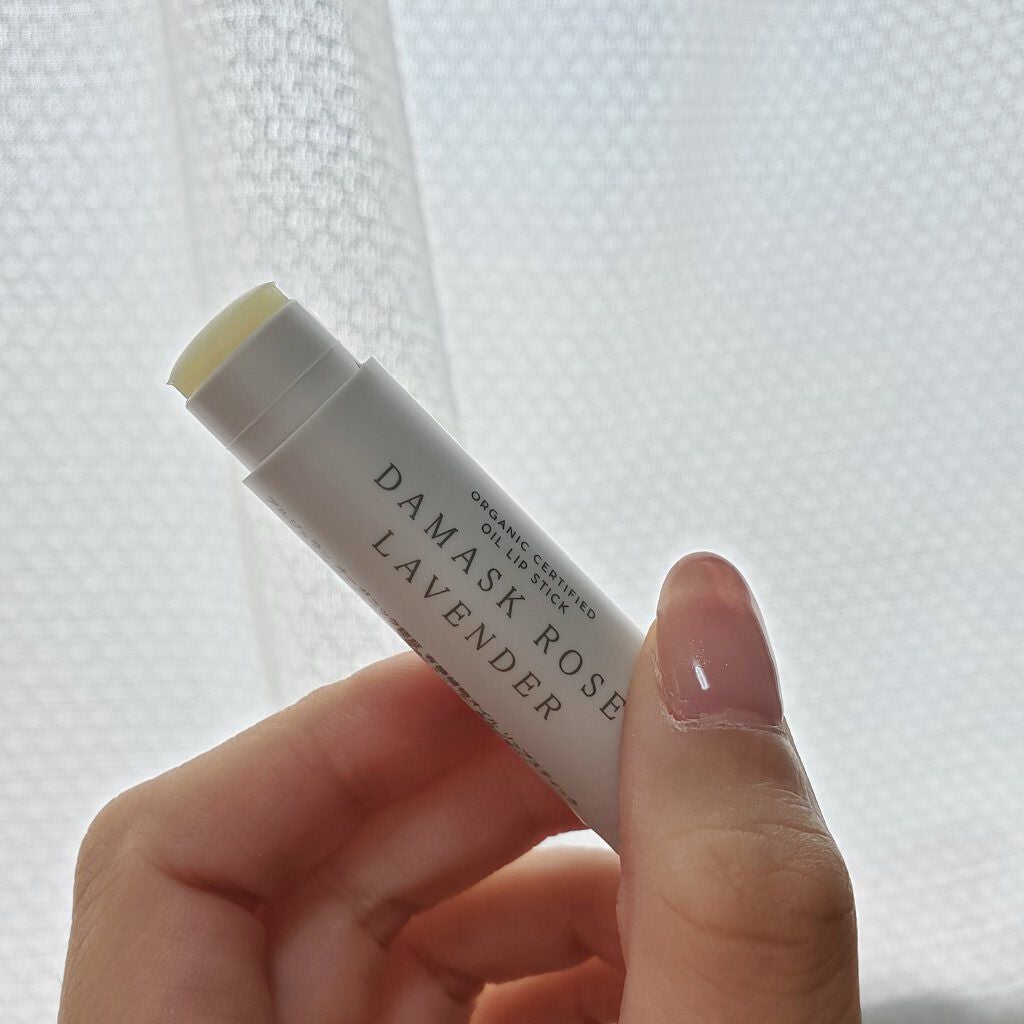 ORGANIC CERTIFIED
OIL LIP STICK
DAMASK ROSE
LAVENDER